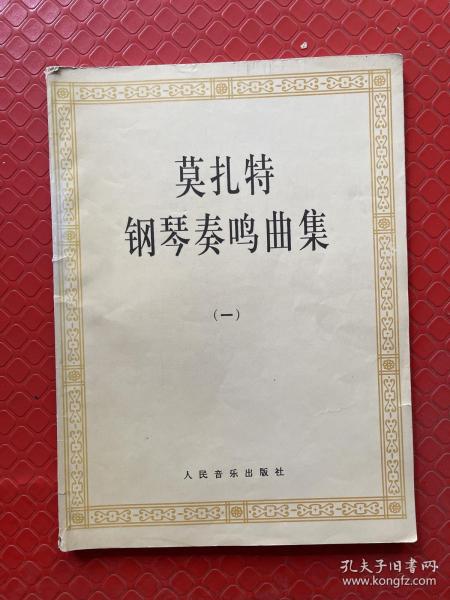 莫扎特
钢琴奏鸣曲集
（一）
人民音乐出版社
孔夫子旧书网
www.kongfz.com